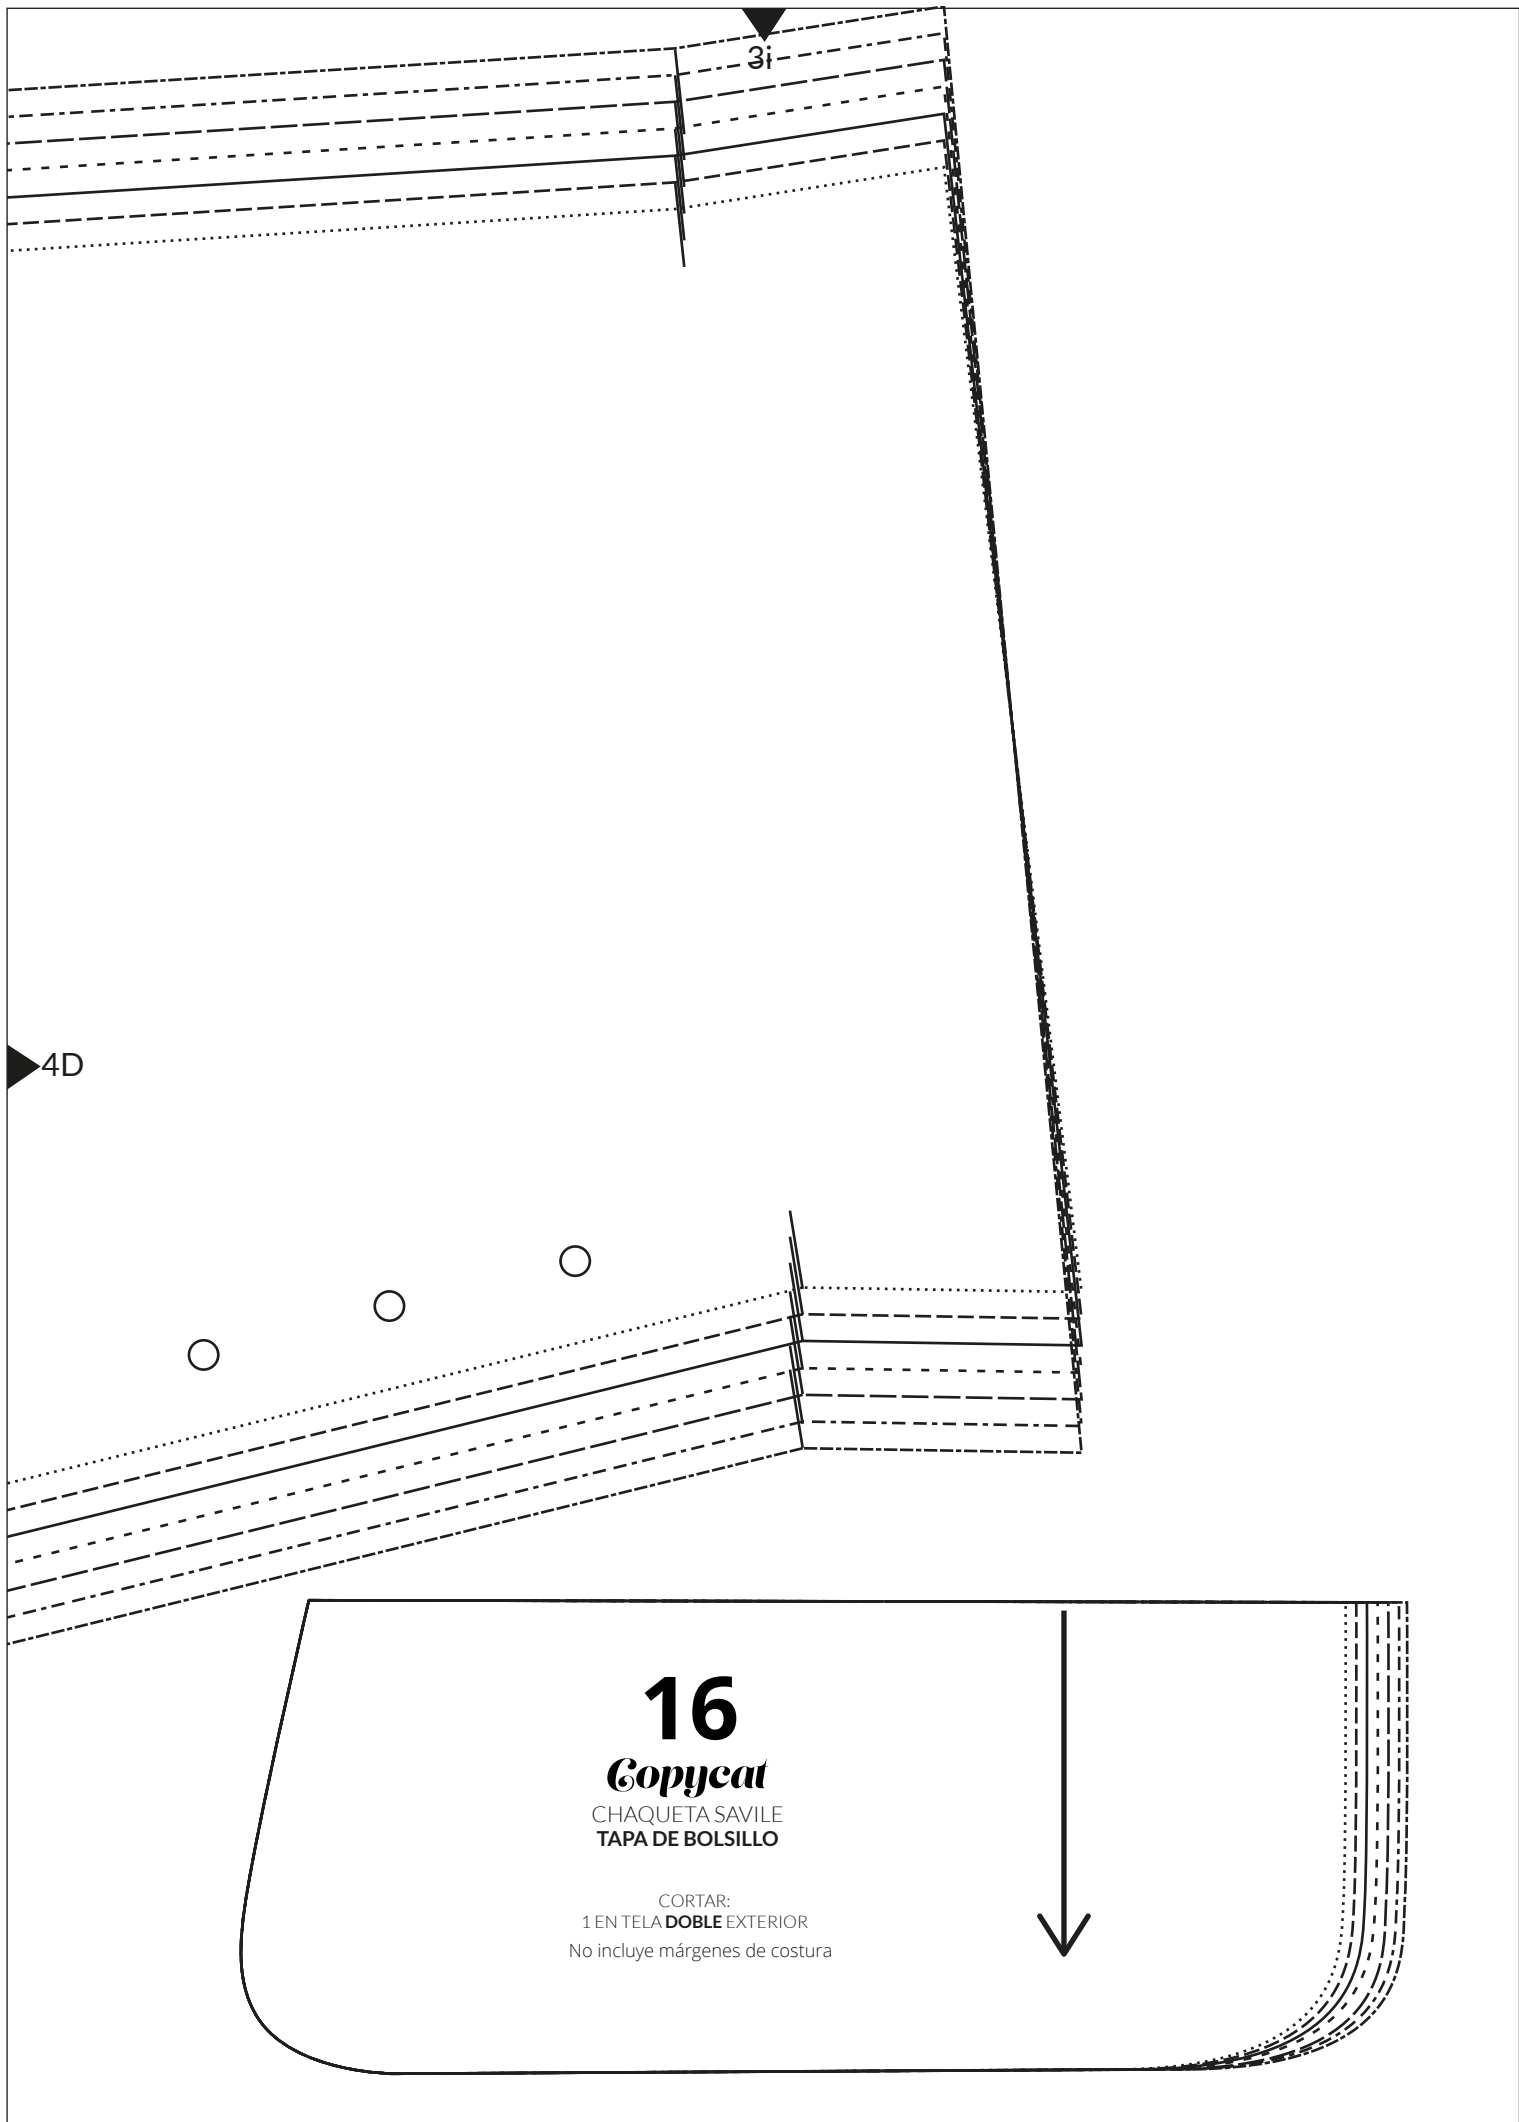 3i
4D
16
Copycat
CHAQUETA SAVILE
TAPA DE BOLSILLO
CORTAR:
1 EN TELA DOBLE EXTERIOR
No incluye márgenes de costura